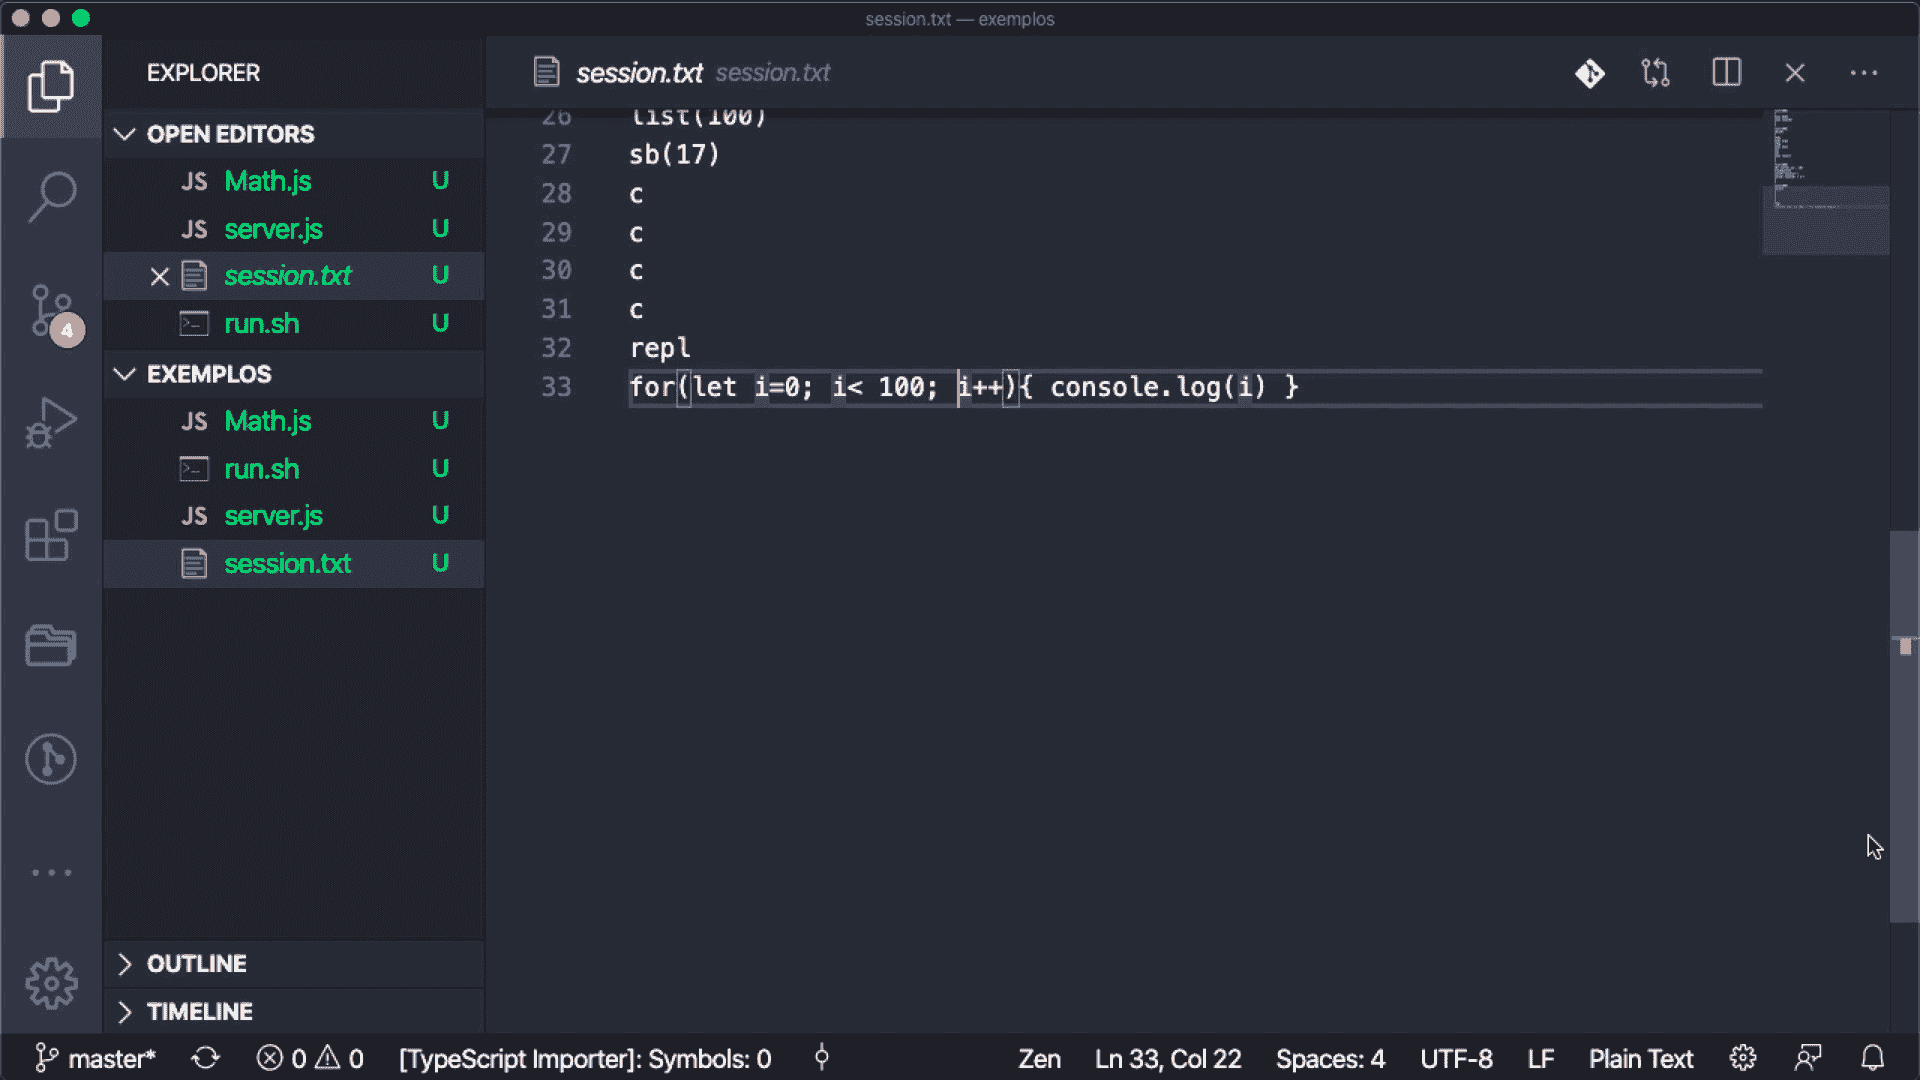 session.txt — exemplos
EXPLORER
OPEN EDITORS
JS Math.js U
JS server.js U
session.txt U
run.sh U
4
EXEMPLOS
JS Math.js U
run.sh U
JS server.js U
session.txt U
OUTLINE
TIMELINE
session.txt session.txt
26 list(100)
27 sb(17)
28 c
29 c
30 c
31 c
32 repl
33 for(let i=0; i< 100; i++){ console.log(i) }
master* 0 0 [TypeScript Importer]: Symbols: 0 Zen Ln 33, Col 22 Spaces: 4 UTF-8 LF Plain Text